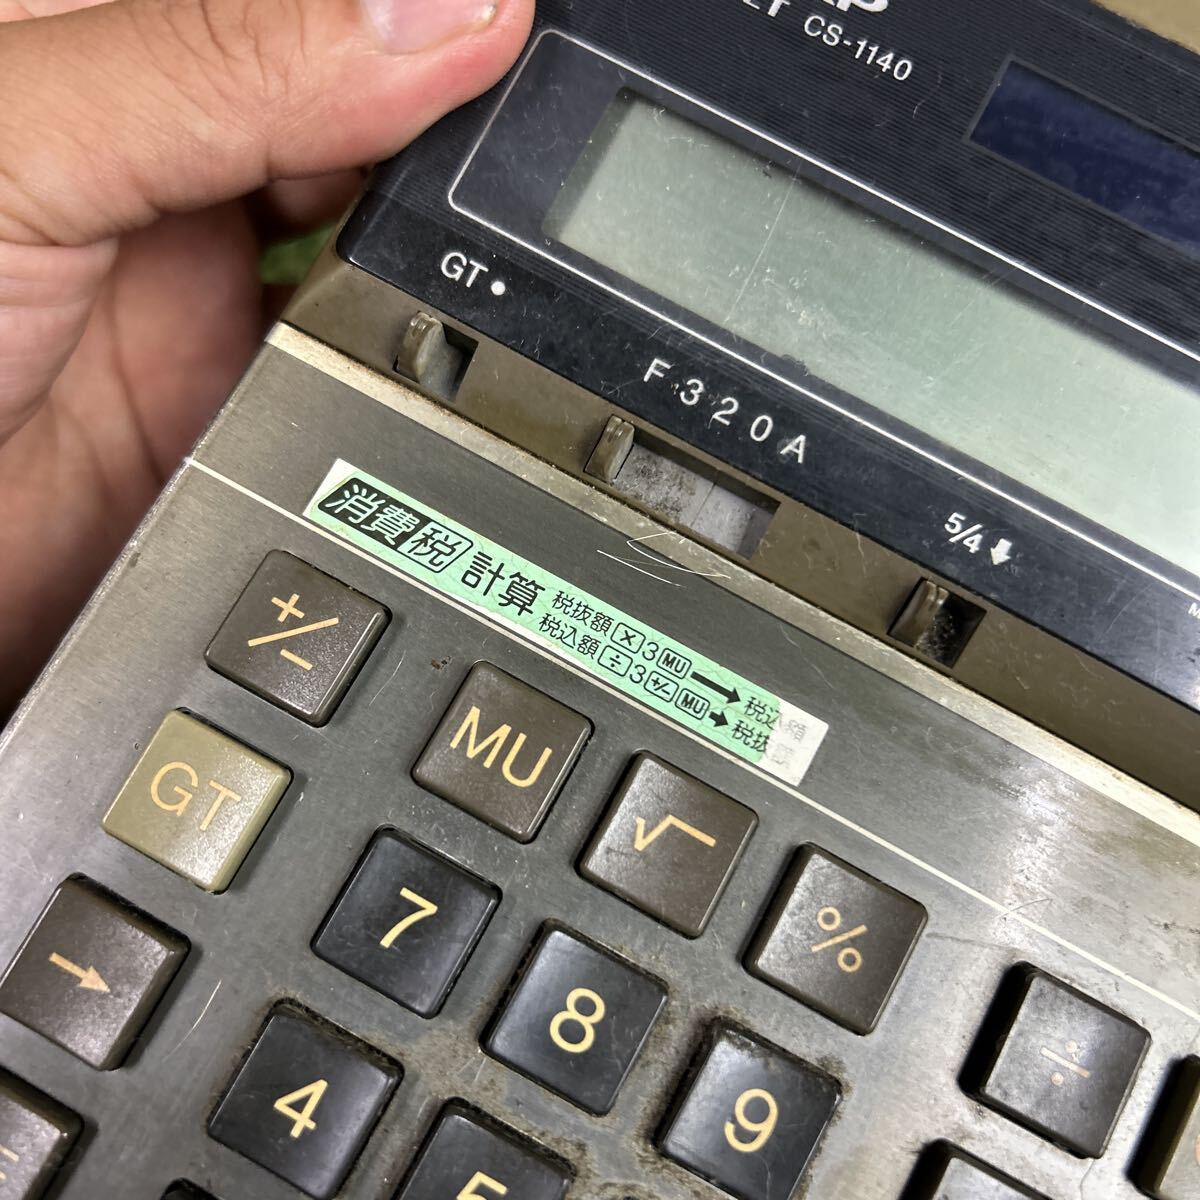 CS-1140
GT •
F 3 2 0 A
5/4 ⬇
消費税 計算
税抜額 × 3 MU → 税込額
税込額 ÷ 3 +/− MU → 税抜額
+/−
MU
√
%
GT
7
8
9
÷
→
4
5